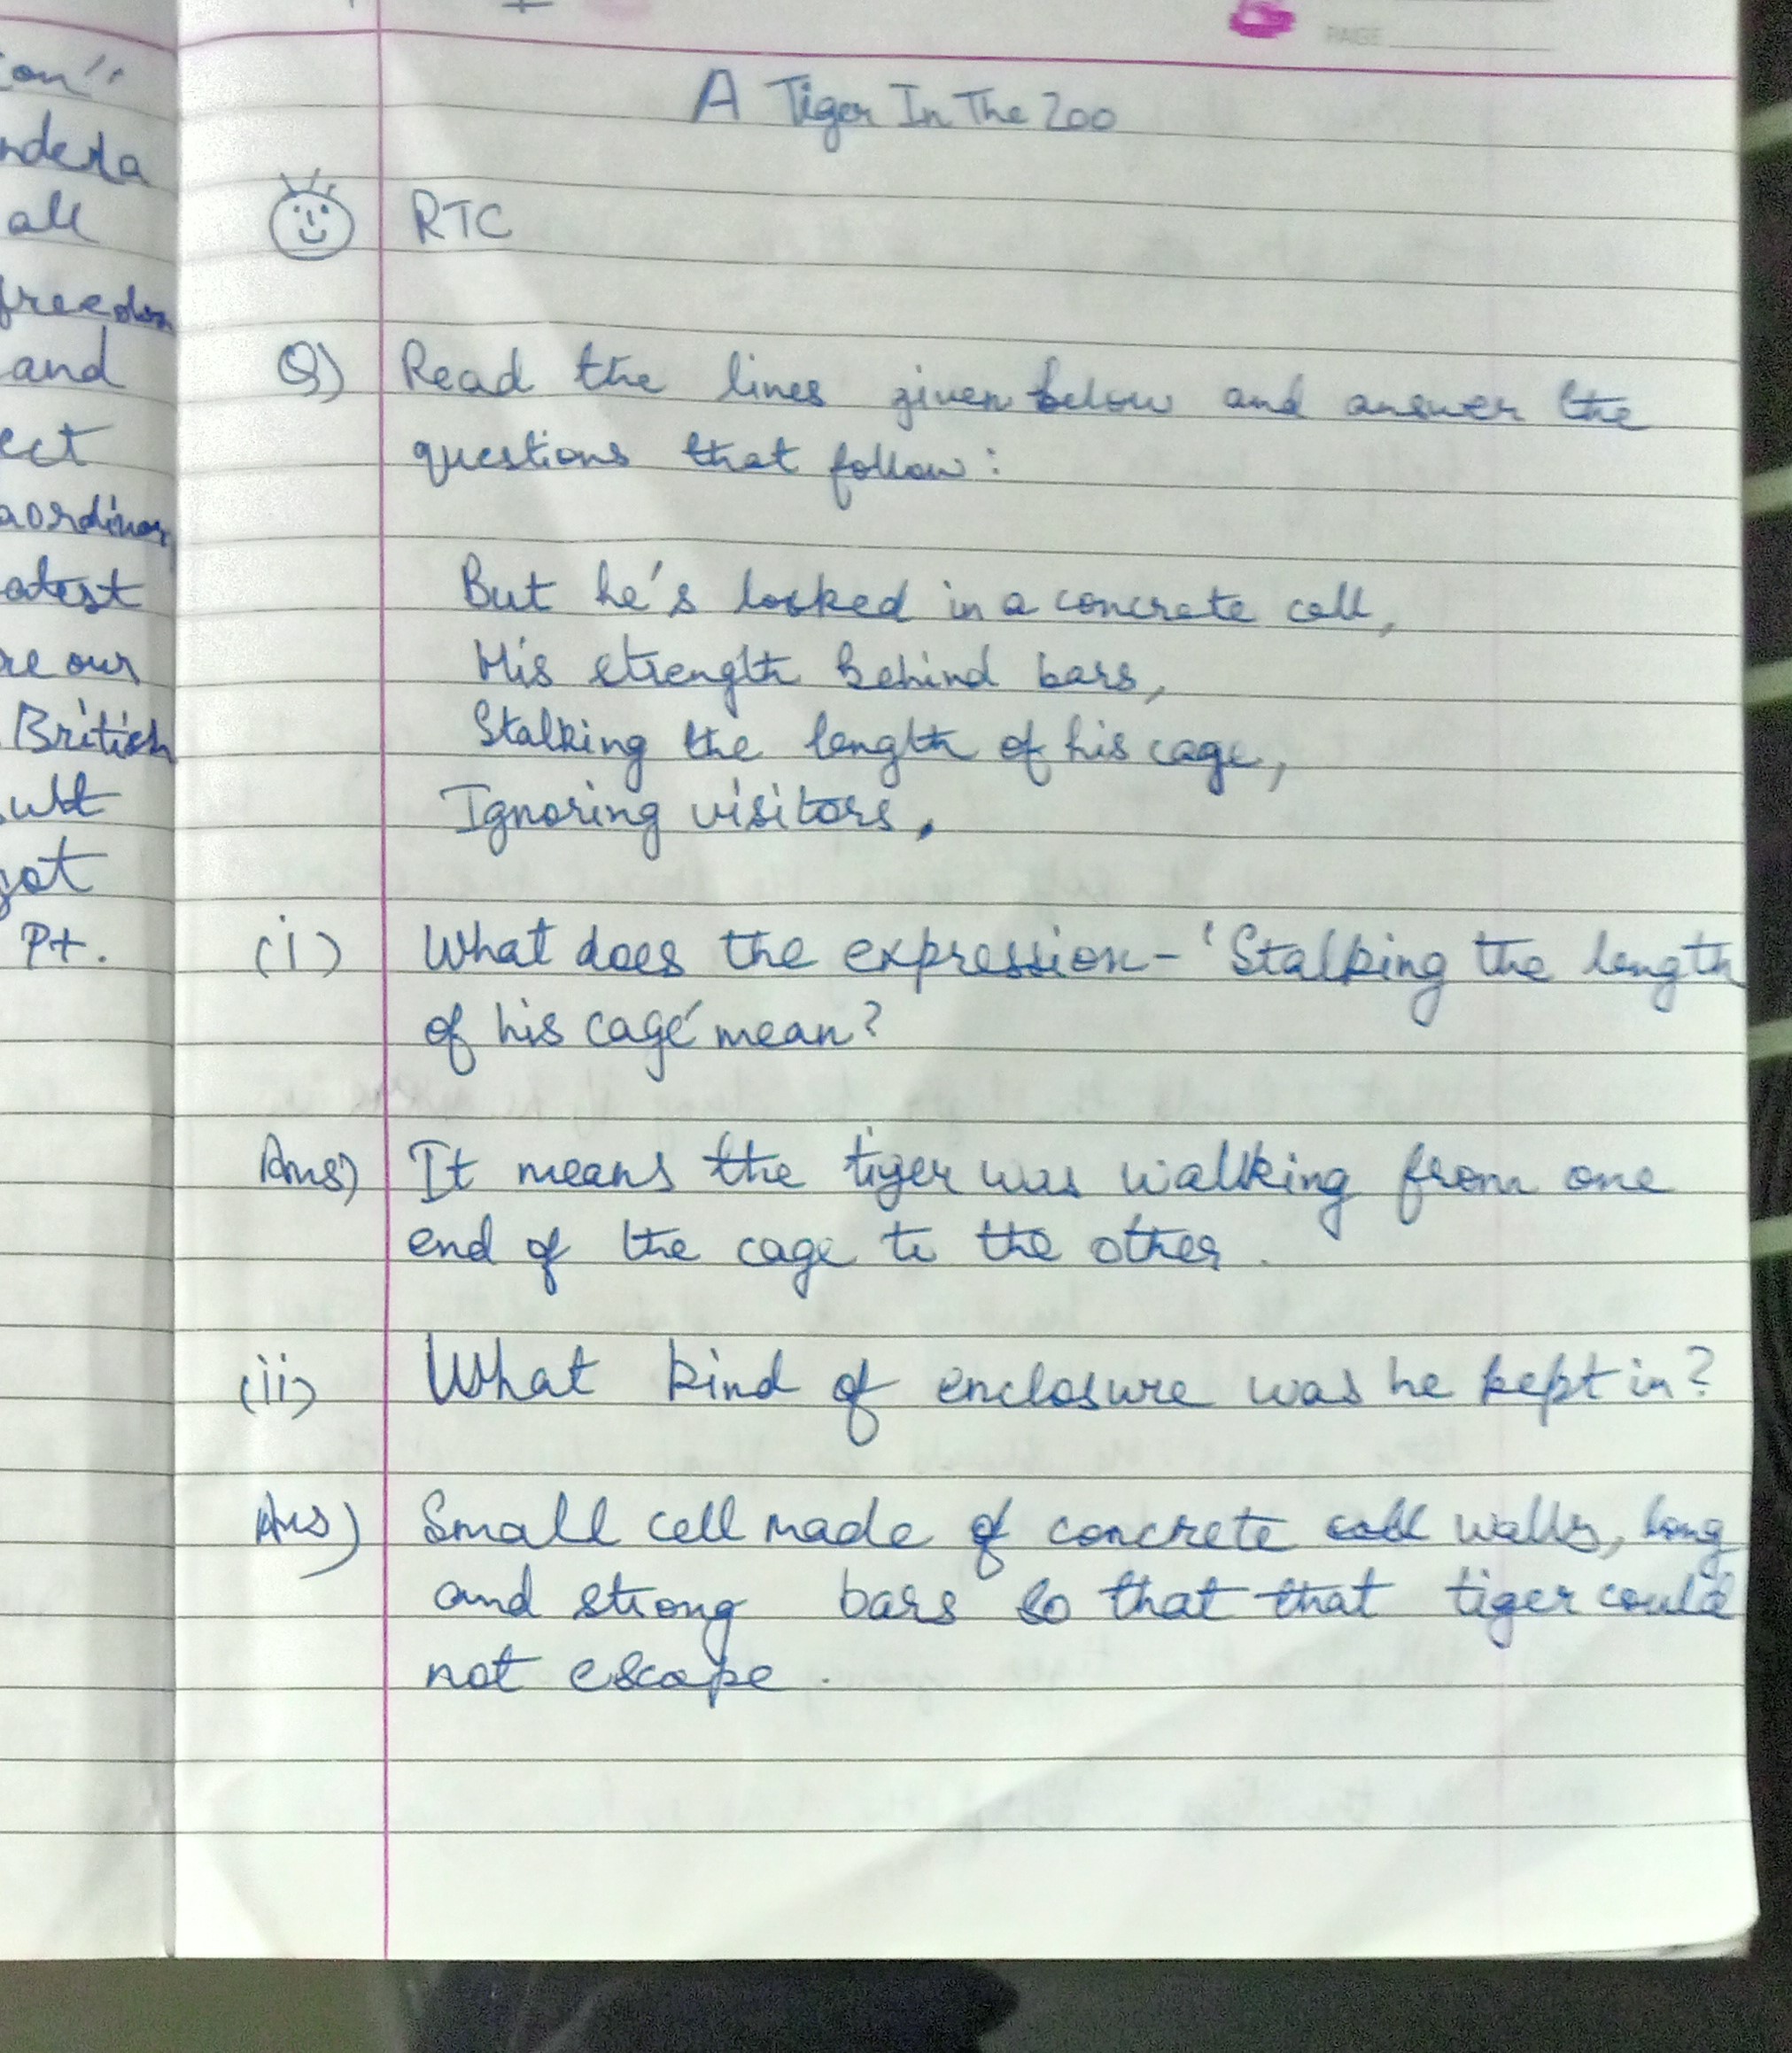 on"
ndela
all
freedom
and
ect
aordinar
atest
re our
British
ult
got
Pt.
PAGE
A Tiger In The Zoo
RTC
Q) Read the lines given below and answer the
questions that follow:
But he's locked in a concrete cell,
His strength behind bars,
Stalking the length of his cage,
Ignoring visitors.
(i) What does the expression - 'Stalking the length
of his cage' mean?
Ans) It means the tiger was walking from one
end of the cage to the other.
(ii) What kind of enclosure was he kept in?
Ans) Small cell made of concrete cell walls, long
and strong bars so that that tiger could
not escape.